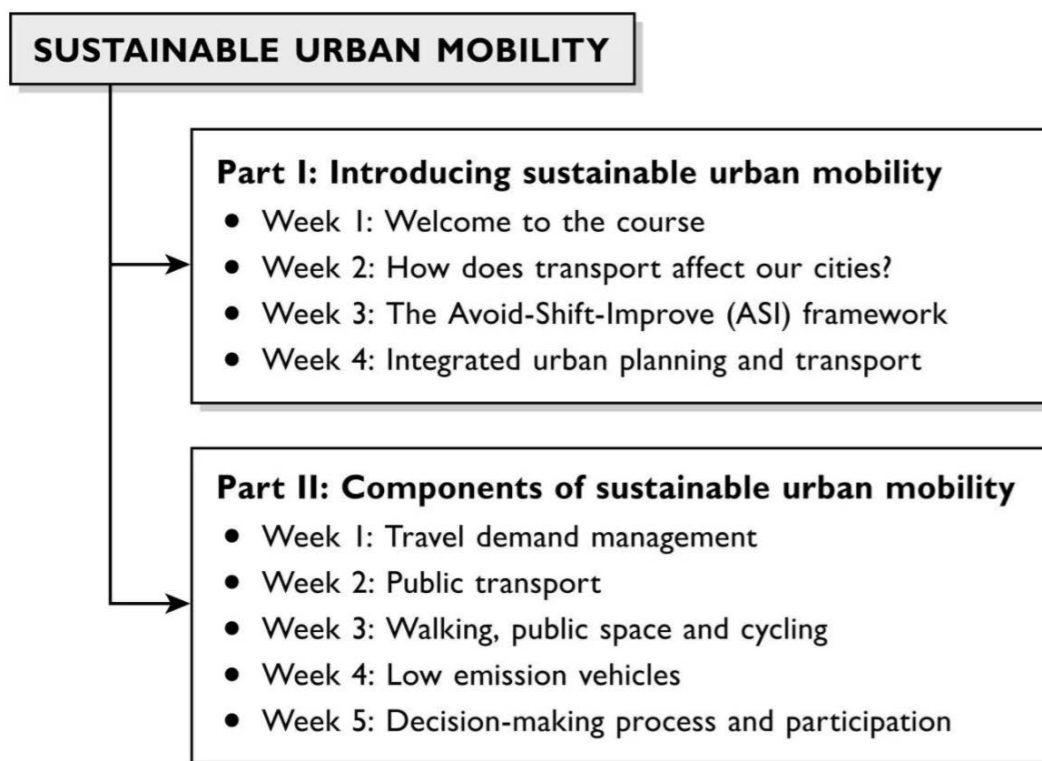 SUSTAINABLE URBAN MOBILITY
Part I: Introducing sustainable urban mobility
• Week 1: Welcome to the course
• Week 2: How does transport affect our cities?
• Week 3: The Avoid-Shift-Improve (ASI) framework
• Week 4: Integrated urban planning and transport
Part II: Components of sustainable urban mobility
• Week 1: Travel demand management
• Week 2: Public transport
• Week 3: Walking, public space and cycling
• Week 4: Low emission vehicles
• Week 5: Decision-making process and participation